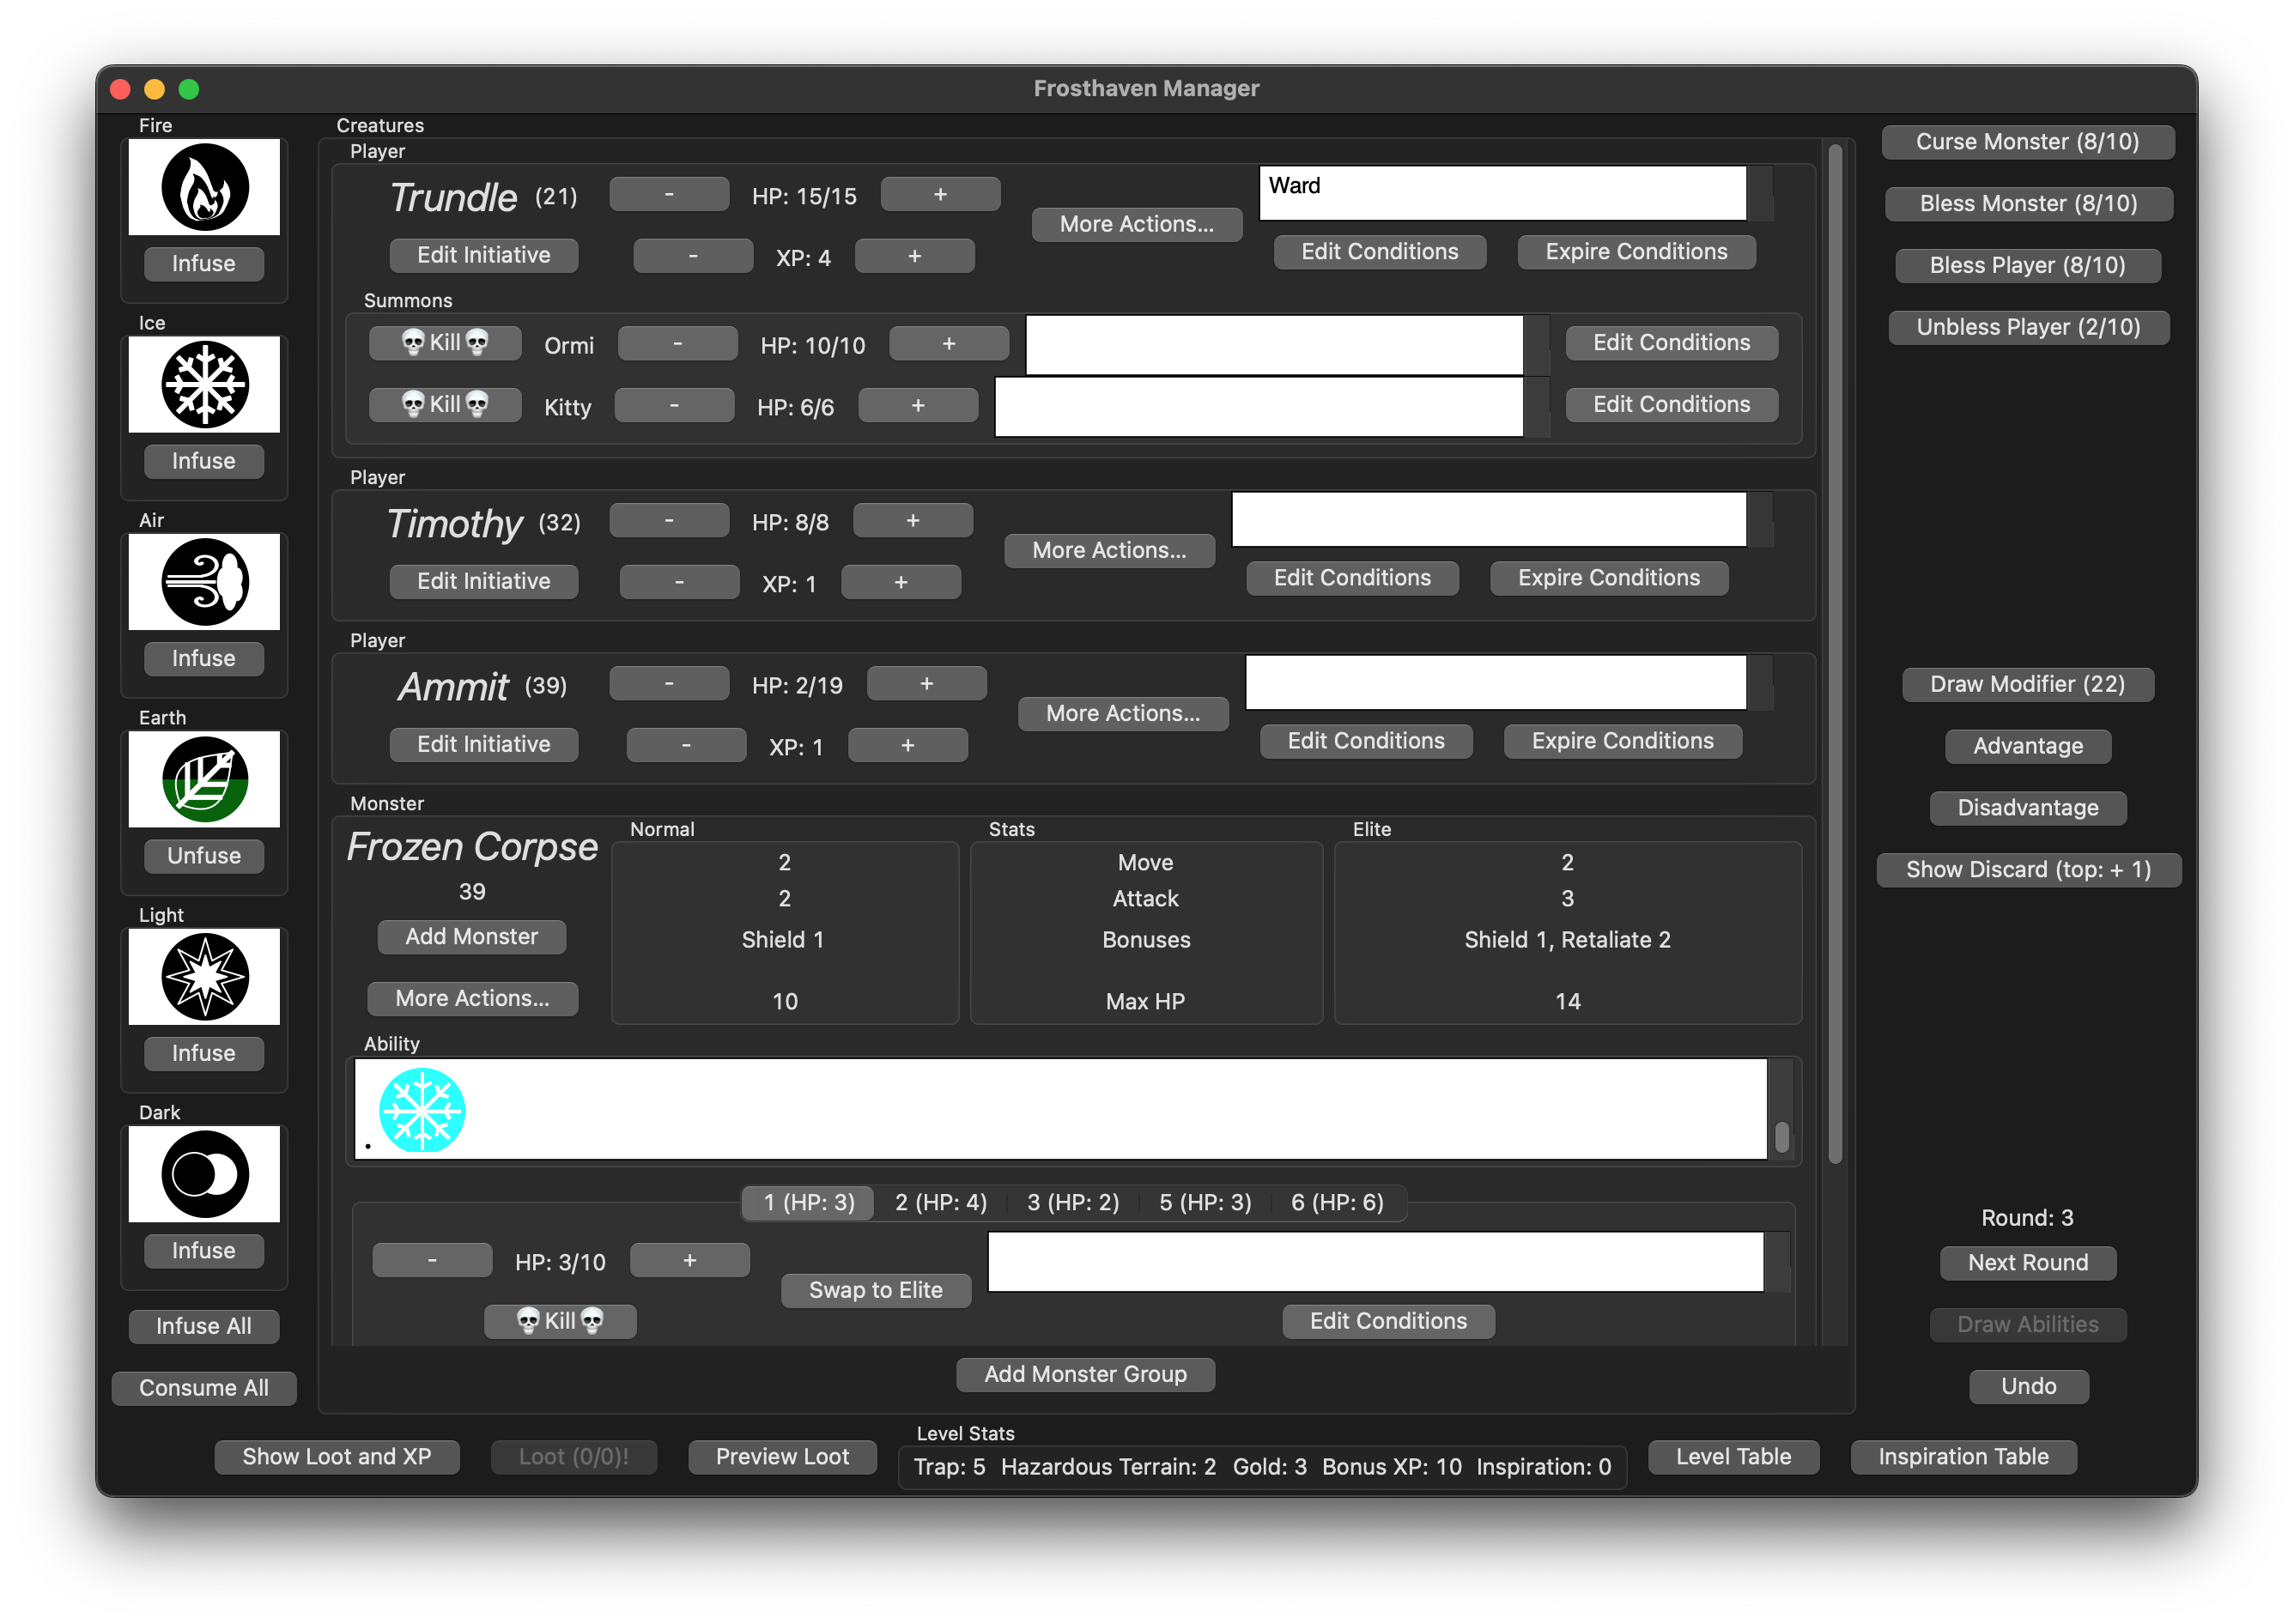 Frosthaven Manager
Fire
Infuse
Ice
Infuse
Air
Infuse
Earth
Unfuse
Light
Infuse
Dark
Infuse
Infuse All
Consume All
Creatures
Player
Trundle (21) - HP: 15/15 +
Edit Initiative - XP: 4 +
More Actions...
Ward
Edit Conditions Expire Conditions
Summons
💀Kill💀 Ormi - HP: 10/10 + Edit Conditions
💀Kill💀 Kitty - HP: 6/6 + Edit Conditions
Player
Timothy (32) - HP: 8/8 +
Edit Initiative - XP: 1 +
More Actions...
Edit Conditions Expire Conditions
Player
Ammit (39) - HP: 2/19 +
Edit Initiative - XP: 1 +
More Actions...
Edit Conditions Expire Conditions
Monster
Frozen Corpse
39
Add Monster
More Actions...
Normal Stats Elite
2 Move 2
2 Attack 3
Shield 1 Bonuses Shield 1, Retaliate 2
10 Max HP 14
Ability
.
1 (HP: 3) 2 (HP: 4) 3 (HP: 2) 5 (HP: 3) 6 (HP: 6)
- HP: 3/10 +
💀Kill💀
Swap to Elite
Edit Conditions
Add Monster Group
Curse Monster (8/10)
Bless Monster (8/10)
Bless Player (8/10)
Unbless Player (2/10)
Draw Modifier (22)
Advantage
Disadvantage
Show Discard (top: + 1)
Round: 3
Next Round
Draw Abilities
Undo
Show Loot and XP Loot (0/0)! Preview Loot
Level Stats
Trap: 5 Hazardous Terrain: 2 Gold: 3 Bonus XP: 10 Inspiration: 0
Level Table Inspiration Table